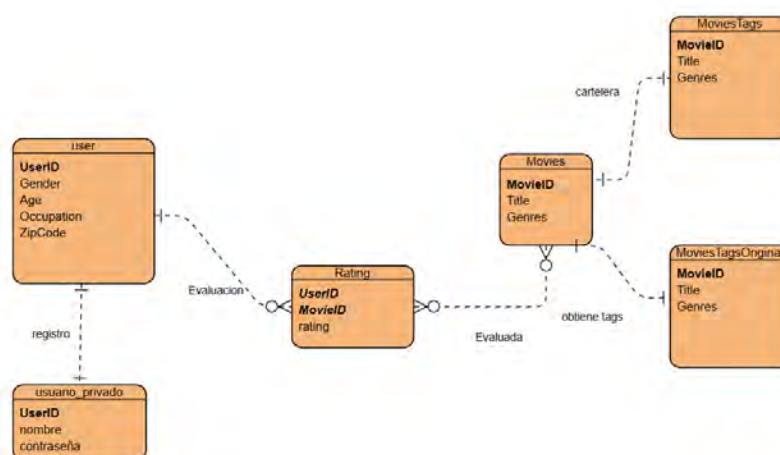 MoviesTags
MovieID
Title
Genres
cartelera
user
UserID
Gender
Age
Occupation
ZipCode
Movies
MovieID
Title
Genres
Evaluacion
Rating
UserID
MovieID
rating
Evaluada
obtiene tags
MoviesTagsOriginal
MovieID
Title
Genres
registro
usuario_privado
UserID
nombre
contraseña